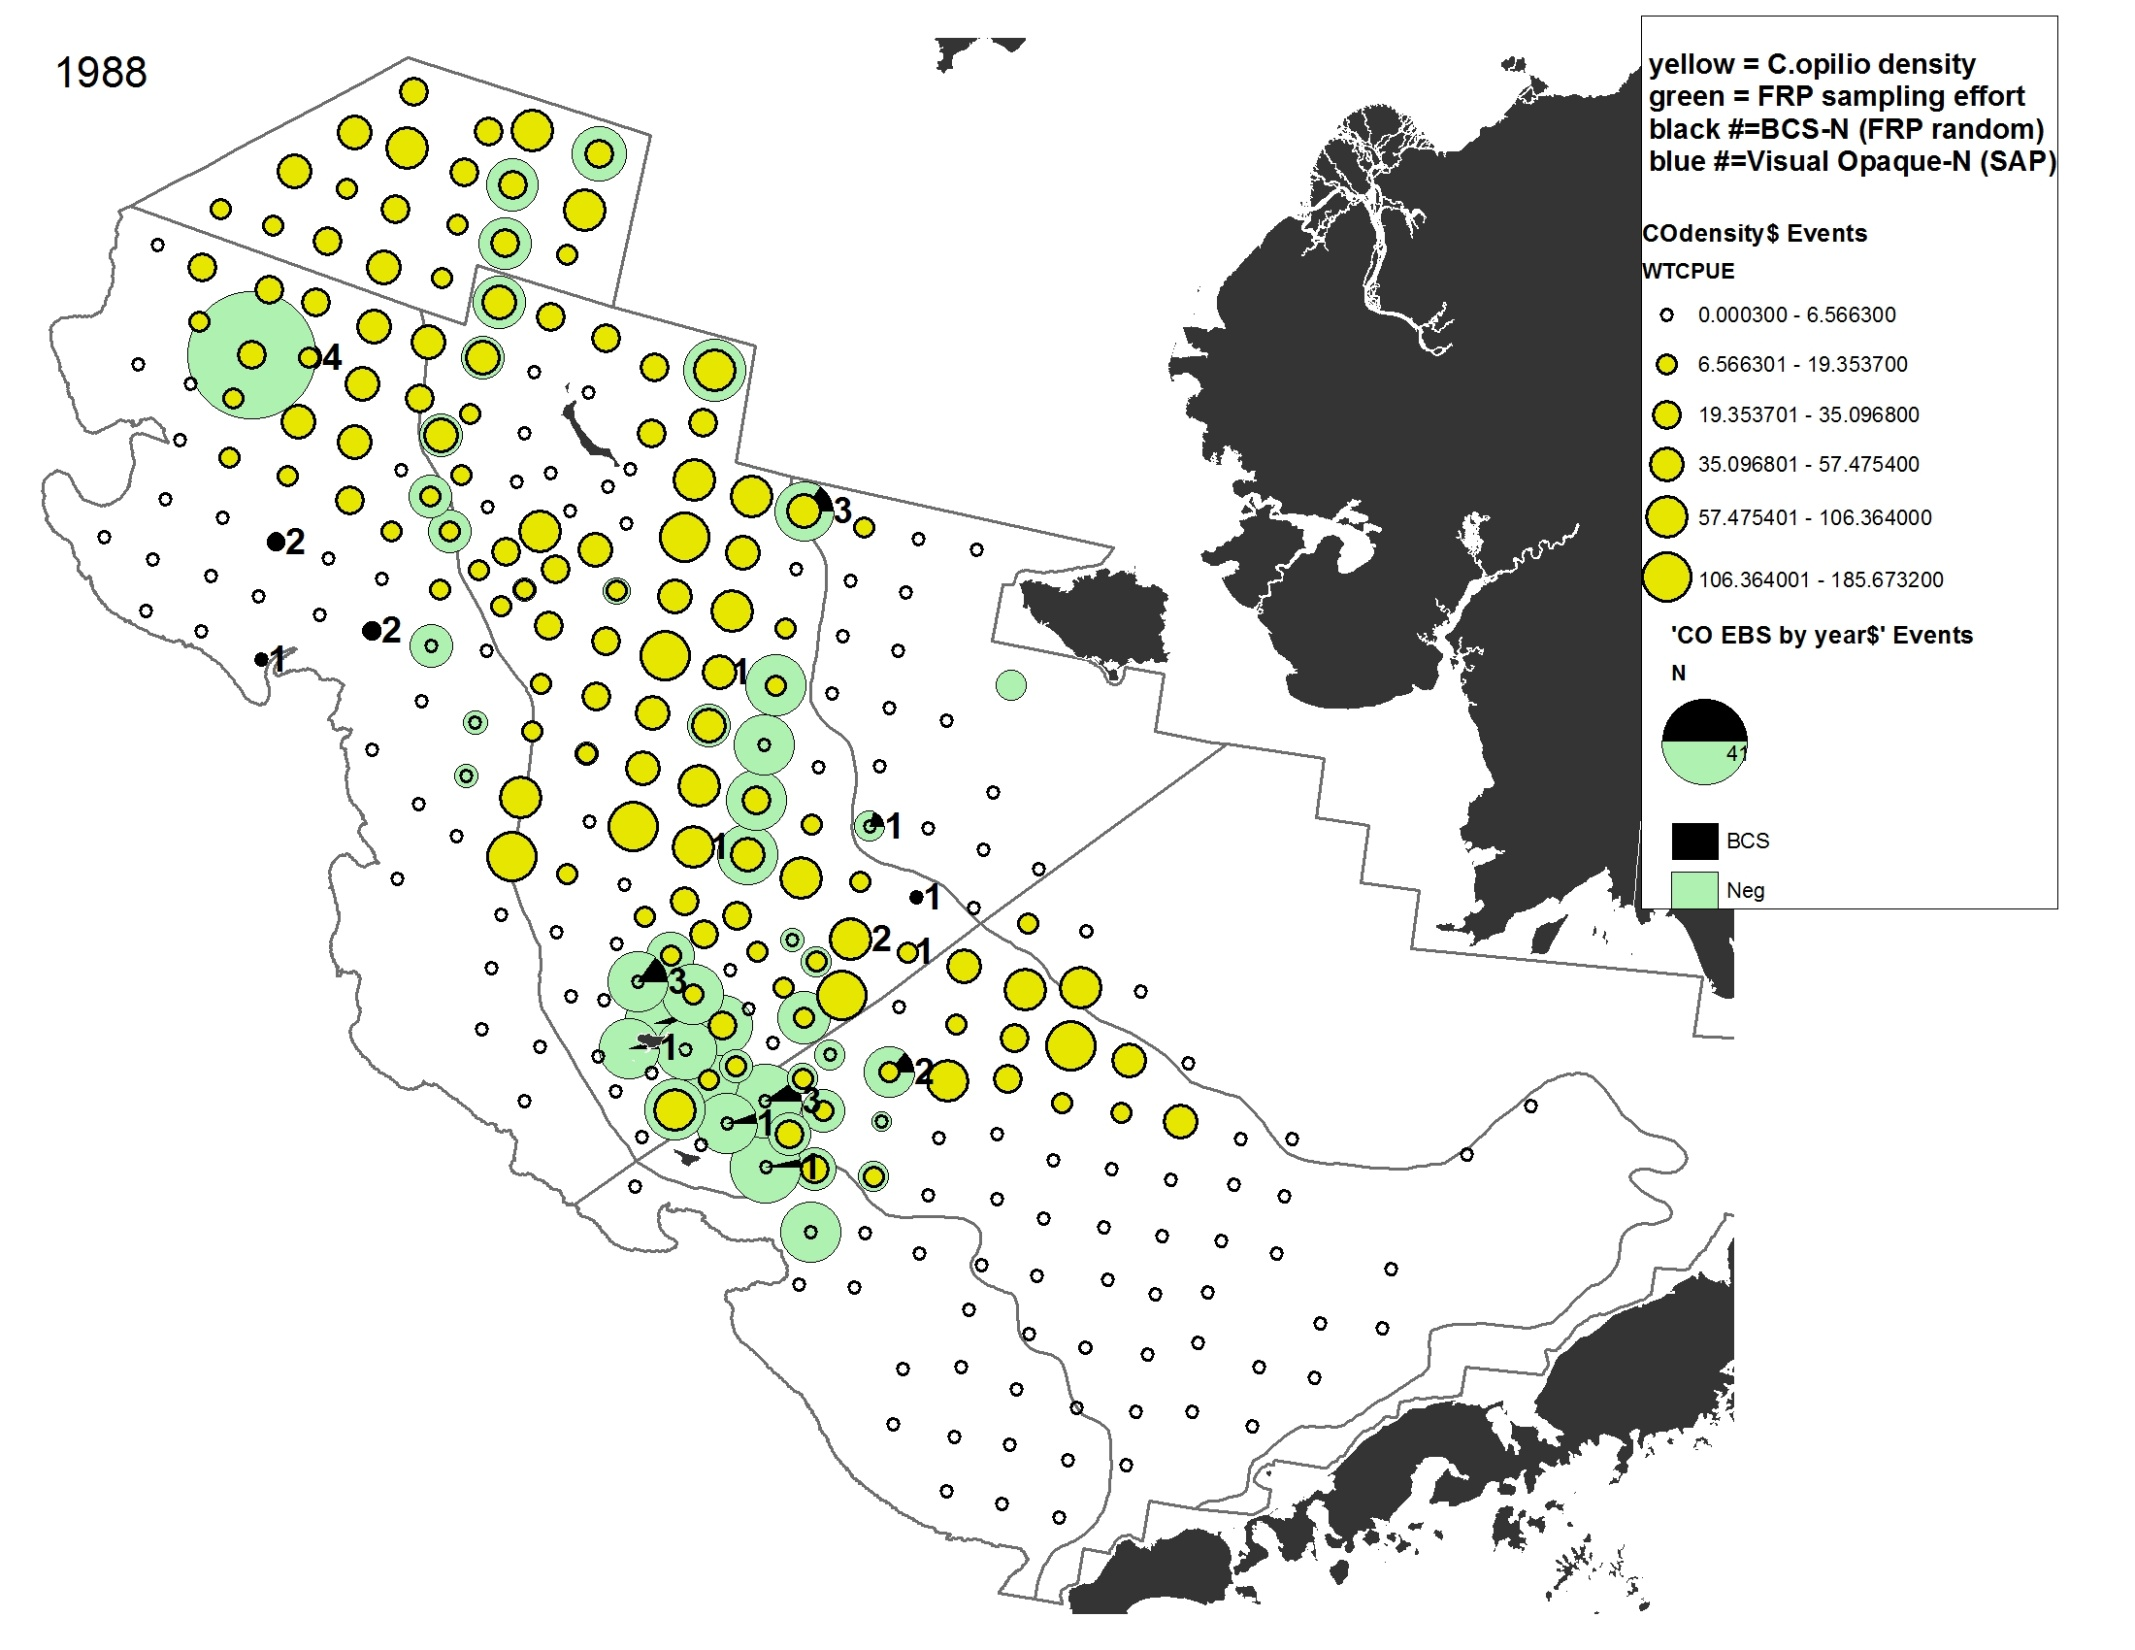 1988
yellow = C.opilio density
green = FRP sampling effort
black #=BCS-N (FRP random)
blue #=Visual Opaque-N (SAP)
COdensity$ Events
WTCPUE
0.000300 - 6.566300
6.566301 - 19.353700
19.353701 - 35.096800
35.096801 - 57.475400
57.475401 - 106.364000
106.364001 - 185.673200
'CO EBS by year$' Events
N
41
BCS
Neg
4
3
2
2
1
1
1
1
1
2
1
3
1
2
3
1
1